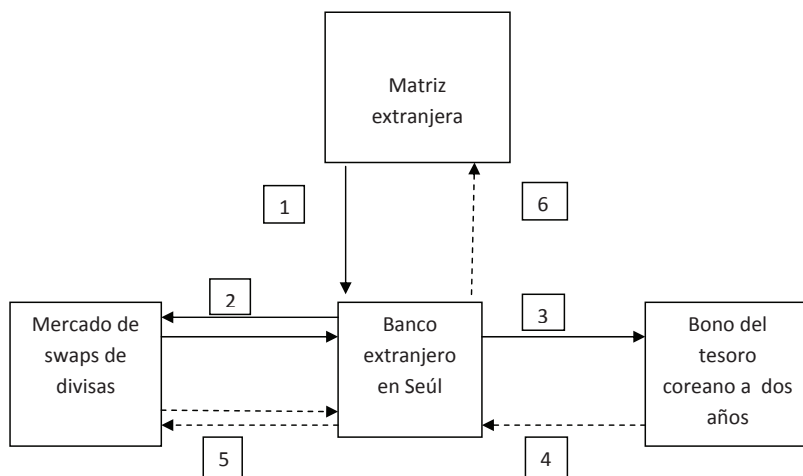 Matriz
extranjera
1
6
2
3
Mercado de
swaps de
divisas
Banco
extranjero
en Seúl
Bono del
tesoro
coreano a dos
años
5
4